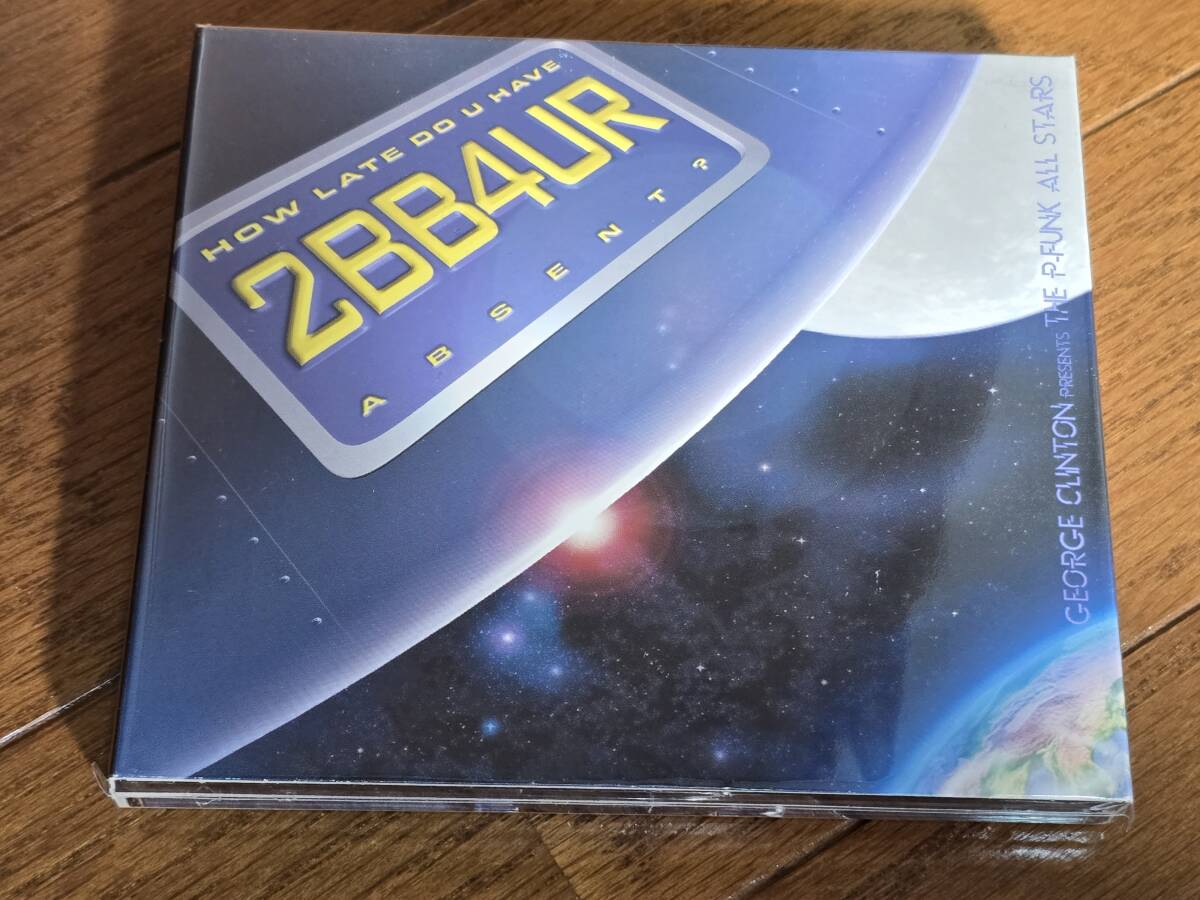 HOW LATE DO U HAVE
2BB4UR
ABSENT?
GEORGE CLINTON PRESENTS THE P-FUNK ALL STARS